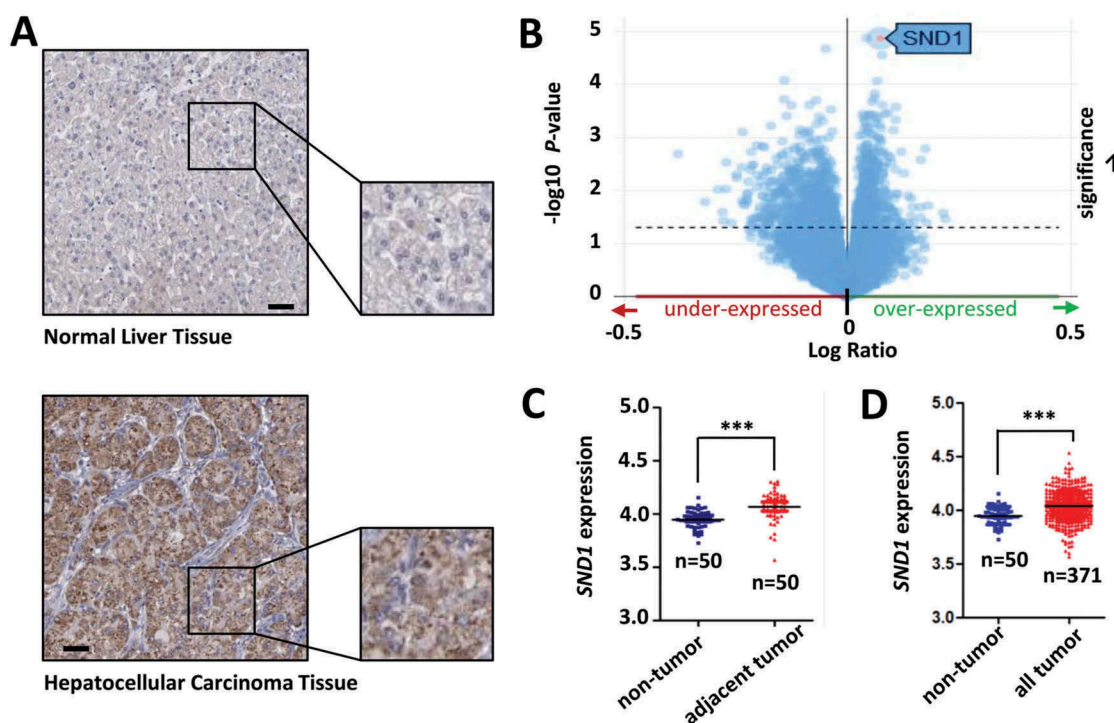 A
Normal Liver Tissue
Hepatocellular Carcinoma Tissue
B
-log10 P-value
5
4
3
2
1
0
SND1
significance
under-expressed
over-expressed
-0.5
0
0.5
Log Ratio
C
SND1 expression
5.0
4.5
4.0
3.5
3.0
***
n=50
n=50
non-tumor
adjacent tumor
D
SND1 expression
5.0
4.5
4.0
3.5
3.0
***
n=50
n=371
non-tumor
all tumor